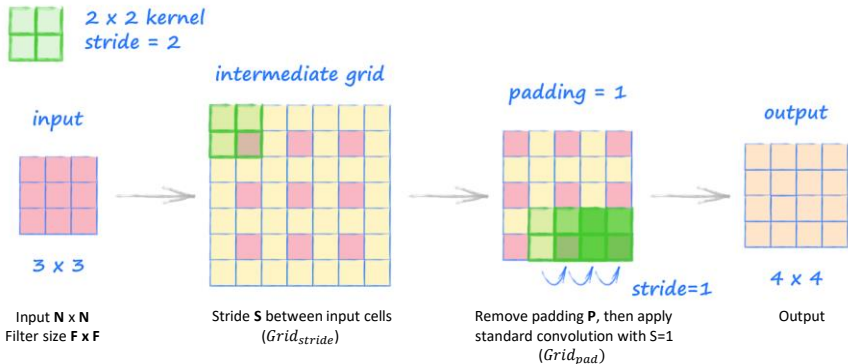 2 x 2 kernel
stride = 2
input
intermediate grid
padding = 1
output
3 x 3
stride=1
4 x 4
Input N x N
Filter size F x F
Stride S between input cells
(Grid_stride)
Remove padding P, then apply
standard convolution with S=1
(Grid_pad)
Output